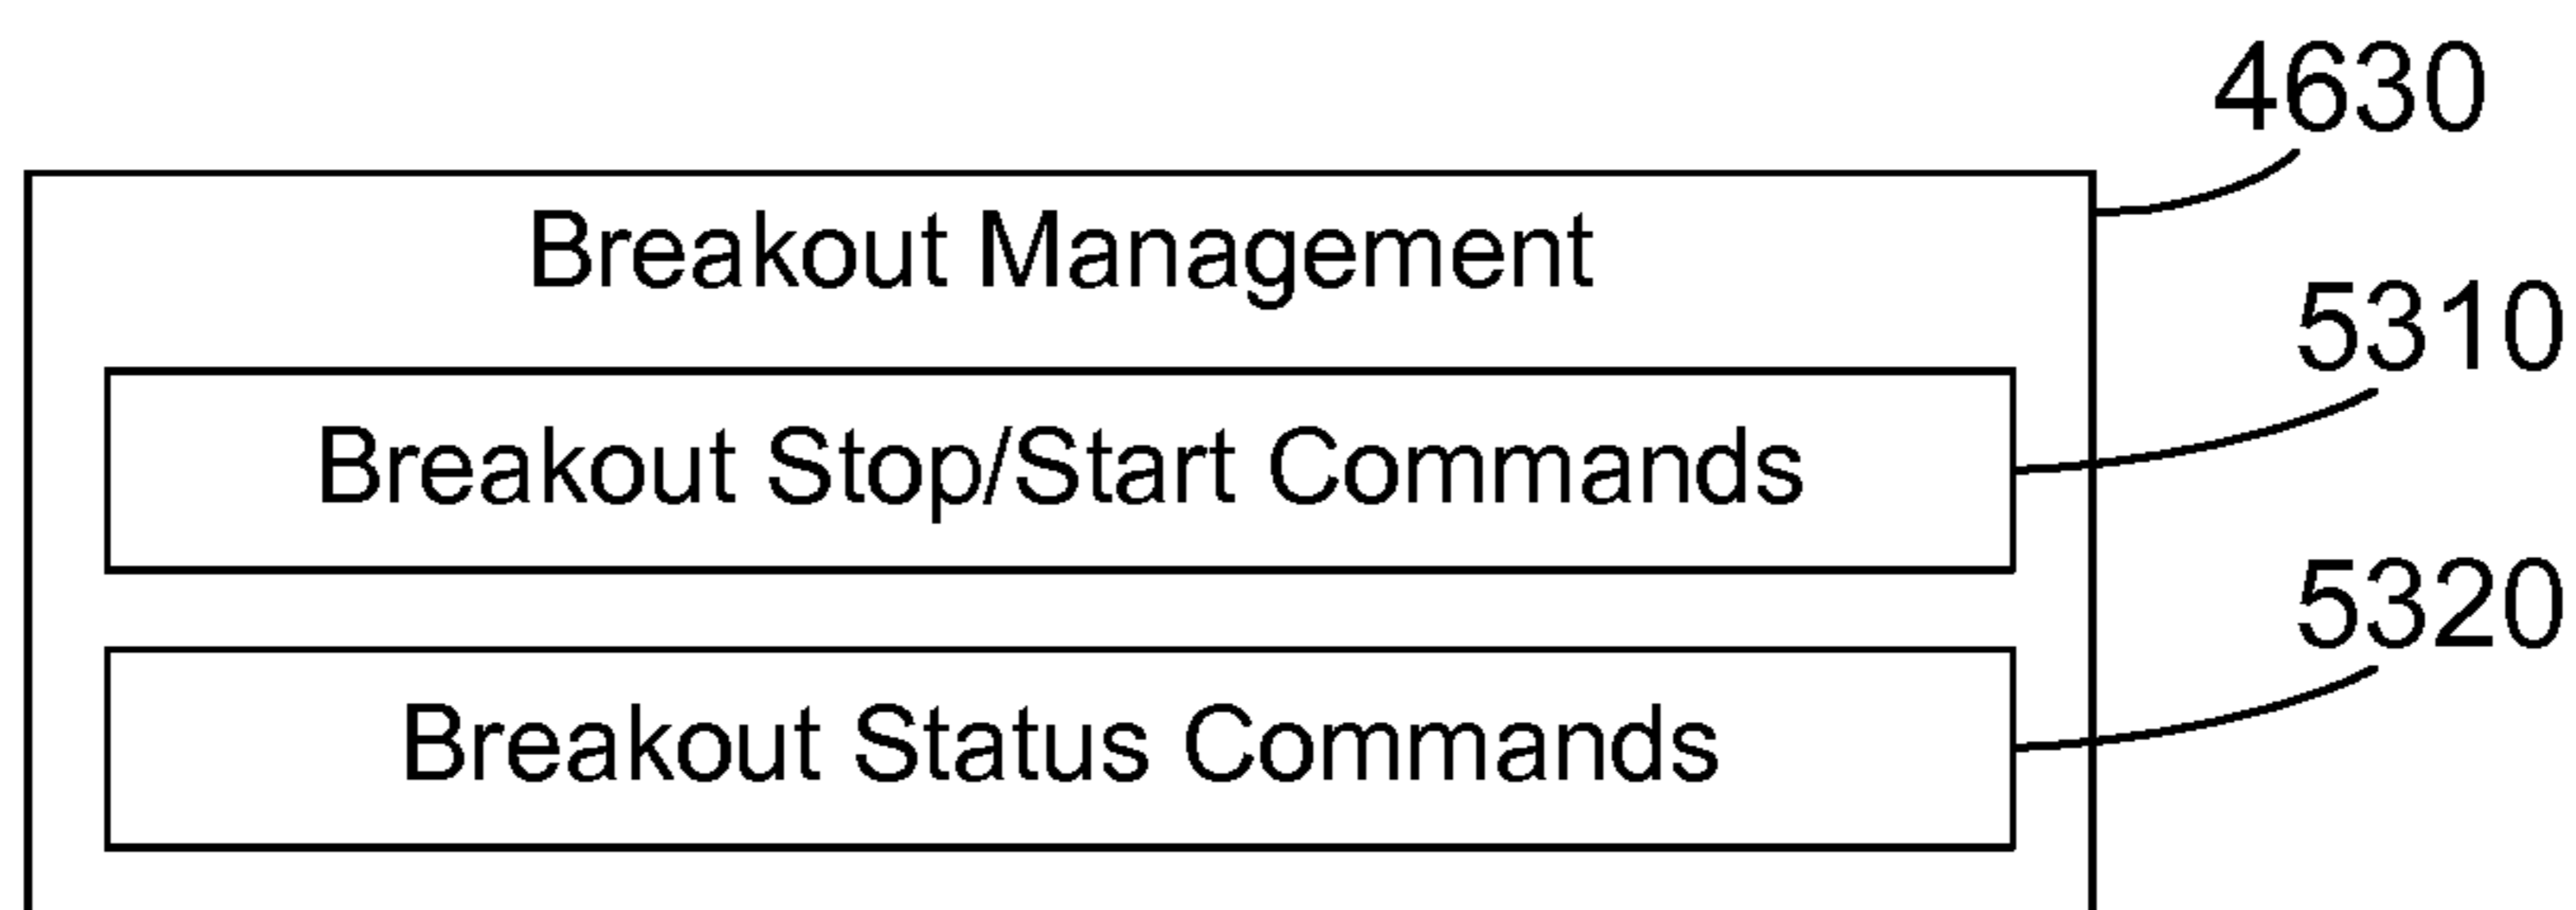 4630
Breakout Management
5310
Breakout Stop/Start Commands
5320
Breakout Status Commands